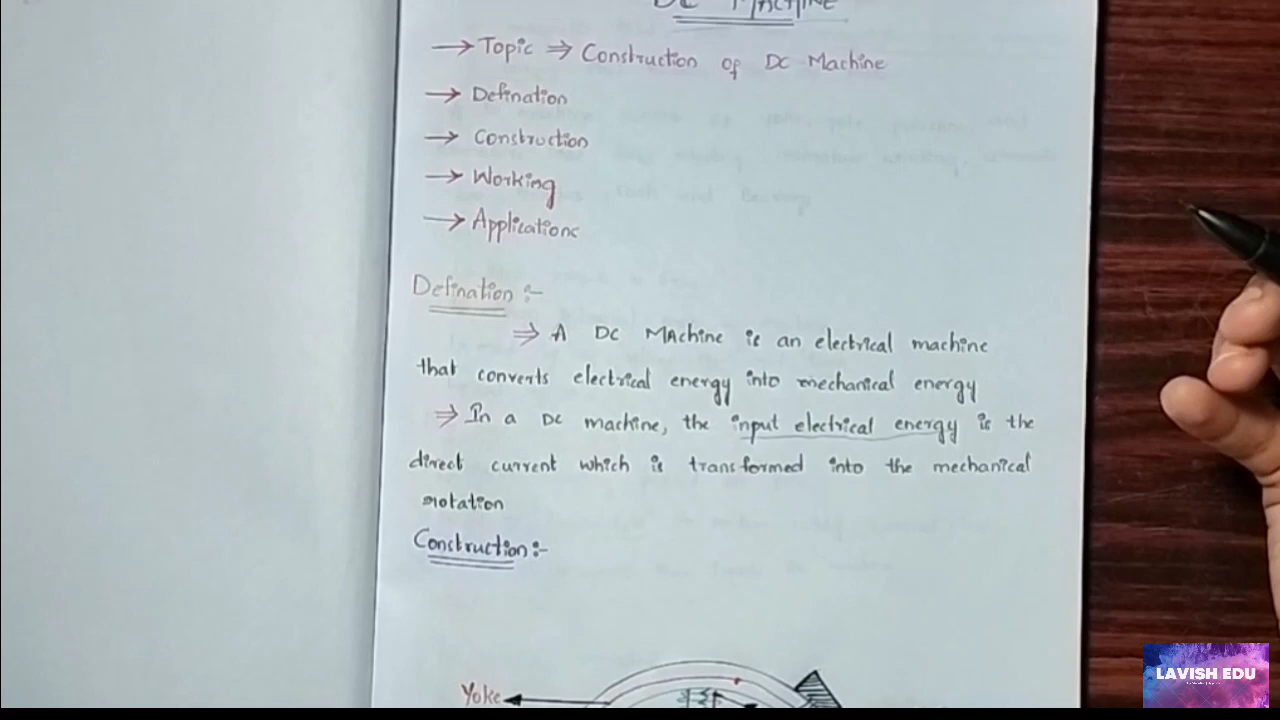 DC MACHINE
→ Topic ⇒ Construction of DC Machine
→ Defination
→ Construction
→ Working
→ Applications
Defination :-
⇒ A DC MAchine is an electrical machine
that converts electrical energy into mechanical energy
⇒ In a DC machine, the input electrical energy is the
direct current which is transformed into the mechanical
rotation
Construction :-
Yoke
LAVISH EDU